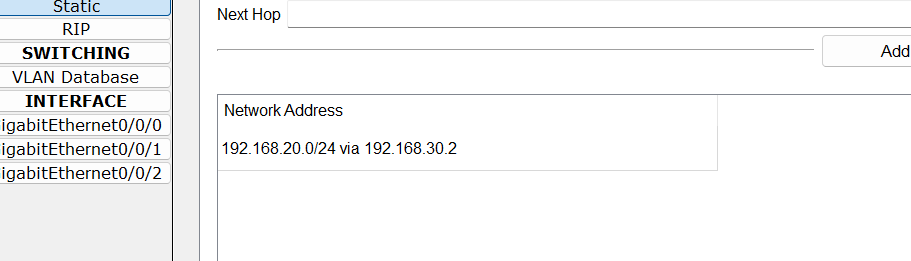 Static
RIP
SWITCHING
VLAN Database
INTERFACE
igabitEthernet0/0/0
igabitEthernet0/0/1
igabitEthernet0/0/2
Next Hop
Add
Network Address
192.168.20.0/24 via 192.168.30.2